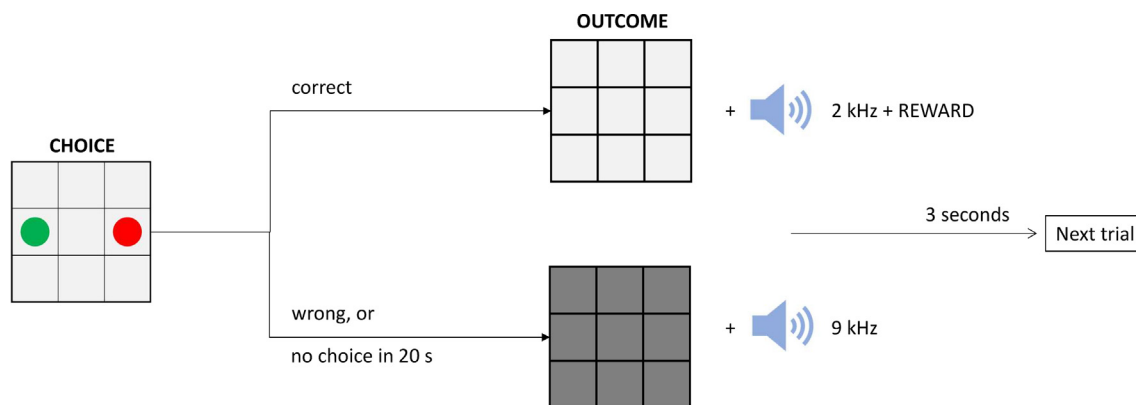 OUTCOME
correct
2 kHz + REWARD
+
CHOICE
3 seconds
Next trial
wrong, or
no choice in 20 s
+
9 kHz